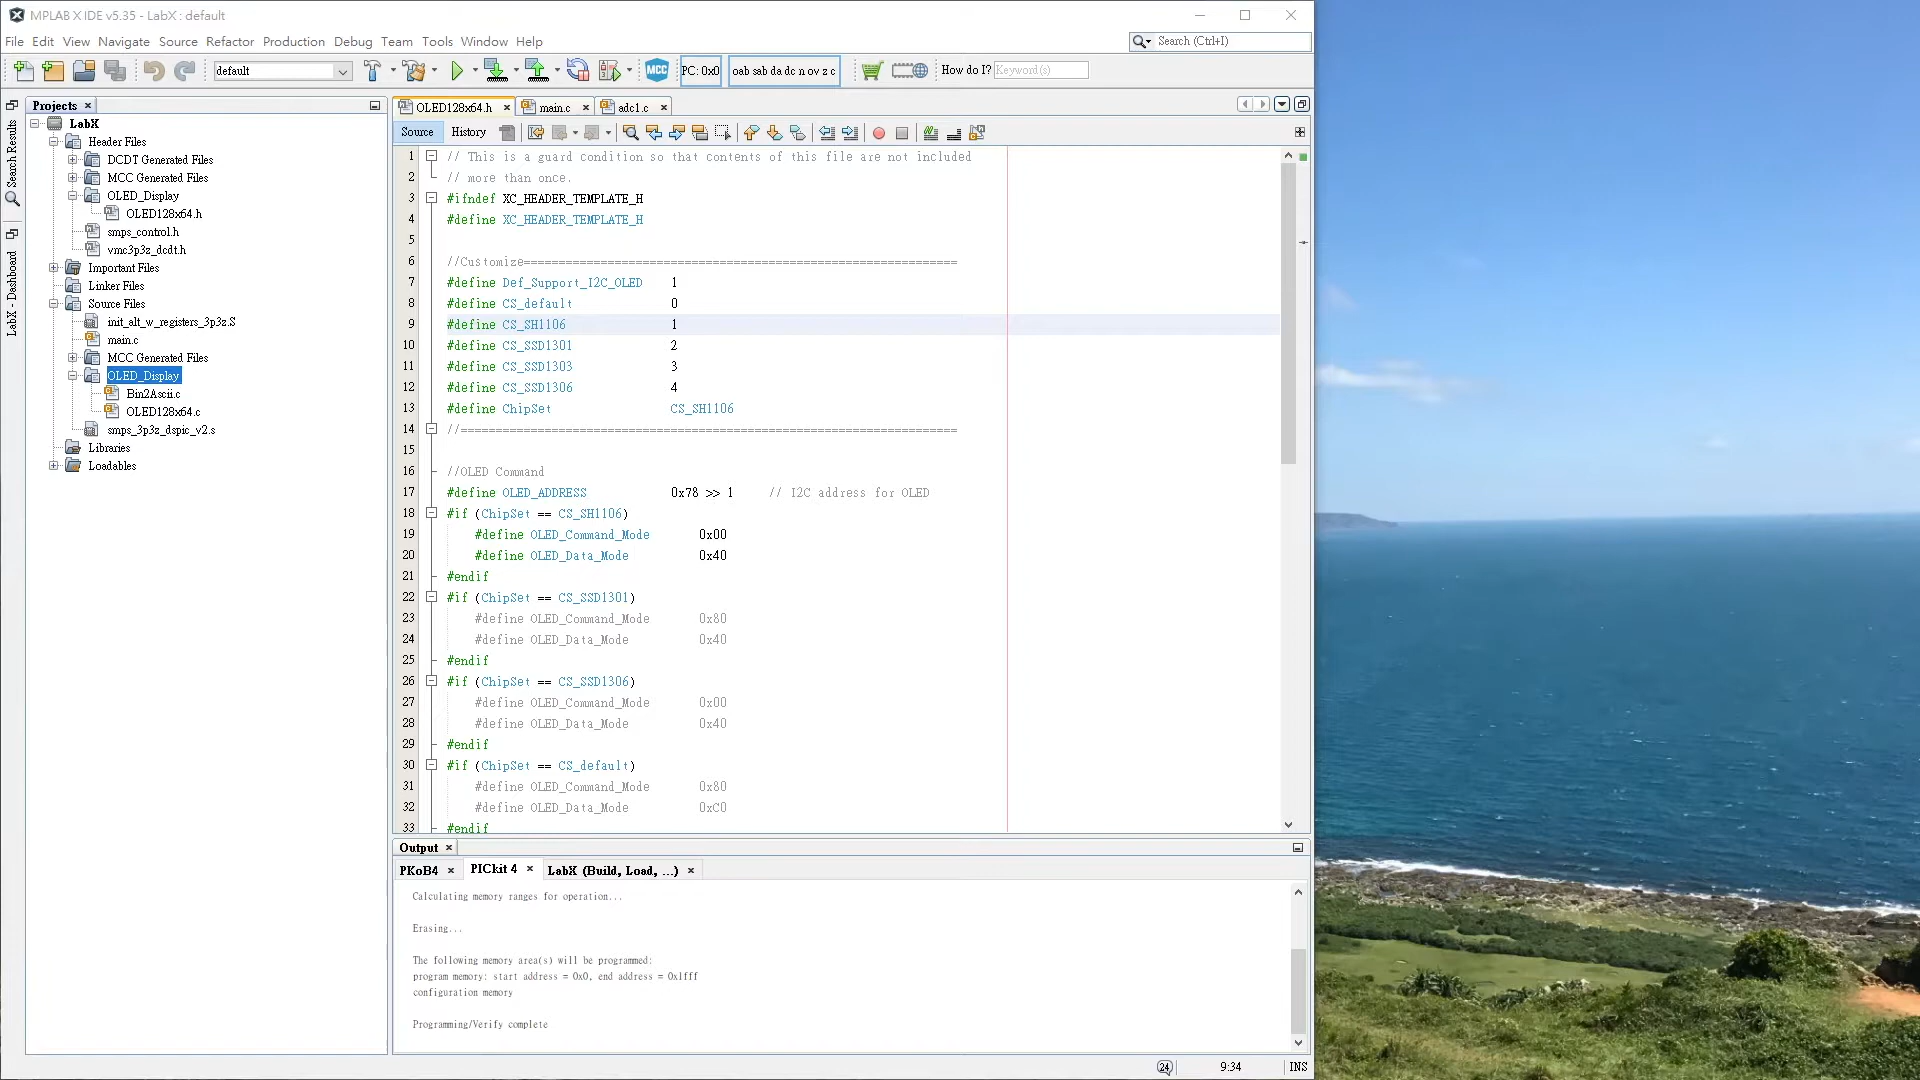 MPLAB X IDE v5.35 - LabX : default
File Edit View Navigate Source Refactor Production Debug Team Tools Window Help
Search (Ctrl+I)
default
MCC
PC: 0x0
oab sab da dc n ov z c
How do I? Keyword(s)
Search Results
LabX - Dashboard
Projects
LabX
Header Files
DCDT Generated Files
MCC Generated Files
OLED_Display
OLED128x64.h
smps_control.h
vmc3p3z_dcdt.h
Important Files
Linker Files
Source Files
init_alt_w_registers_3p3z.S
main.c
MCC Generated Files
OLED_Display
Bin2Ascii.c
OLED128x64.c
smps_3p3z_dspic_v2.s
Libraries
Loadables
OLED128x64.h main.c adc1.c
Source History
1 // This is a guard condition so that contents of this file are not included
2 // more than once.
3 #ifndef XC_HEADER_TEMPLATE_H
4 #define XC_HEADER_TEMPLATE_H
5
6 //Customize==============================================================
7 #define Def_Support_I2C_OLED 1
8 #define CS_default 0
9 #define CS_SH1106 1
10 #define CS_SSD1301 2
11 #define CS_SSD1303 3
12 #define CS_SSD1306 4
13 #define ChipSet CS_SH1106
14 //=======================================================================
15
16 //OLED Command
17 #define OLED_ADDRESS 0x78 >> 1 // I2C address for OLED
18 #if (ChipSet == CS_SH1106)
19 #define OLED_Command_Mode 0x00
20 #define OLED_Data_Mode 0x40
21 #endif
22 #if (ChipSet == CS_SSD1301)
23 #define OLED_Command_Mode 0x80
24 #define OLED_Data_Mode 0x40
25 #endif
26 #if (ChipSet == CS_SSD1306)
27 #define OLED_Command_Mode 0x00
28 #define OLED_Data_Mode 0x40
29 #endif
30 #if (ChipSet == CS_default)
31 #define OLED_Command_Mode 0x80
32 #define OLED_Data_Mode 0xC0
33 #endif
Output
PKoB4 PICkit 4 LabX (Build, Load, ...)
Calculating memory ranges for operation...
Erasing...
The following memory area(s) will be programmed:
program memory: start address = 0x0, end address = 0x1fff
configuration memory
Programming/Verify complete
24 9:34 INS